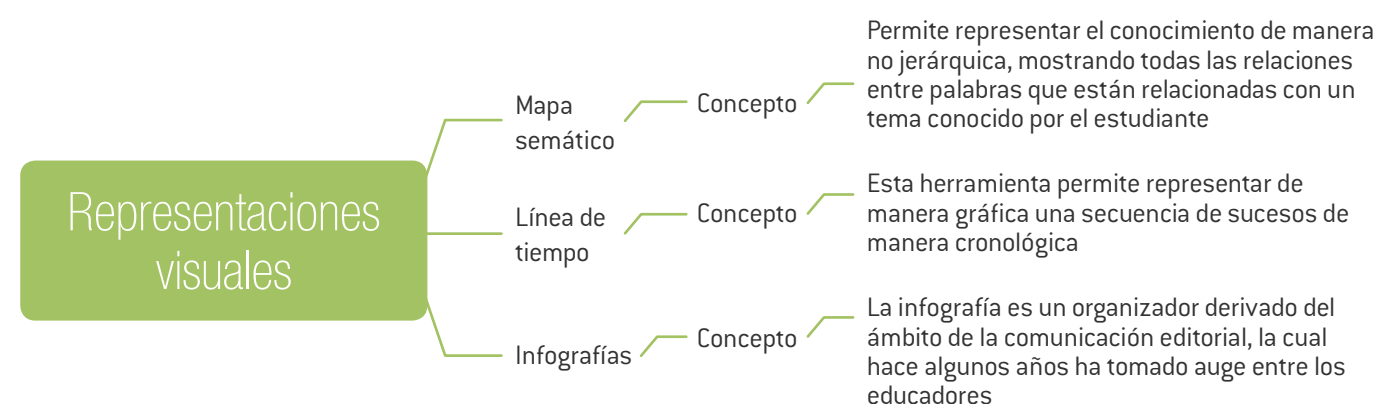 Representaciones
visuales
Mapa
semático
Concepto
Permite representar el conocimiento de manera
no jerárquica, mostrando todas las relaciones
entre palabras que están relacionadas con un
tema conocido por el estudiante
Línea de
tiempo
Concepto
Esta herramienta permite representar de
manera gráfica una secuencia de sucesos de
manera cronológica
Infografías
Concepto
La infografía es un organizador derivado del
ámbito de la comunicación editorial, la cual
hace algunos años ha tomado auge entre los
educadores